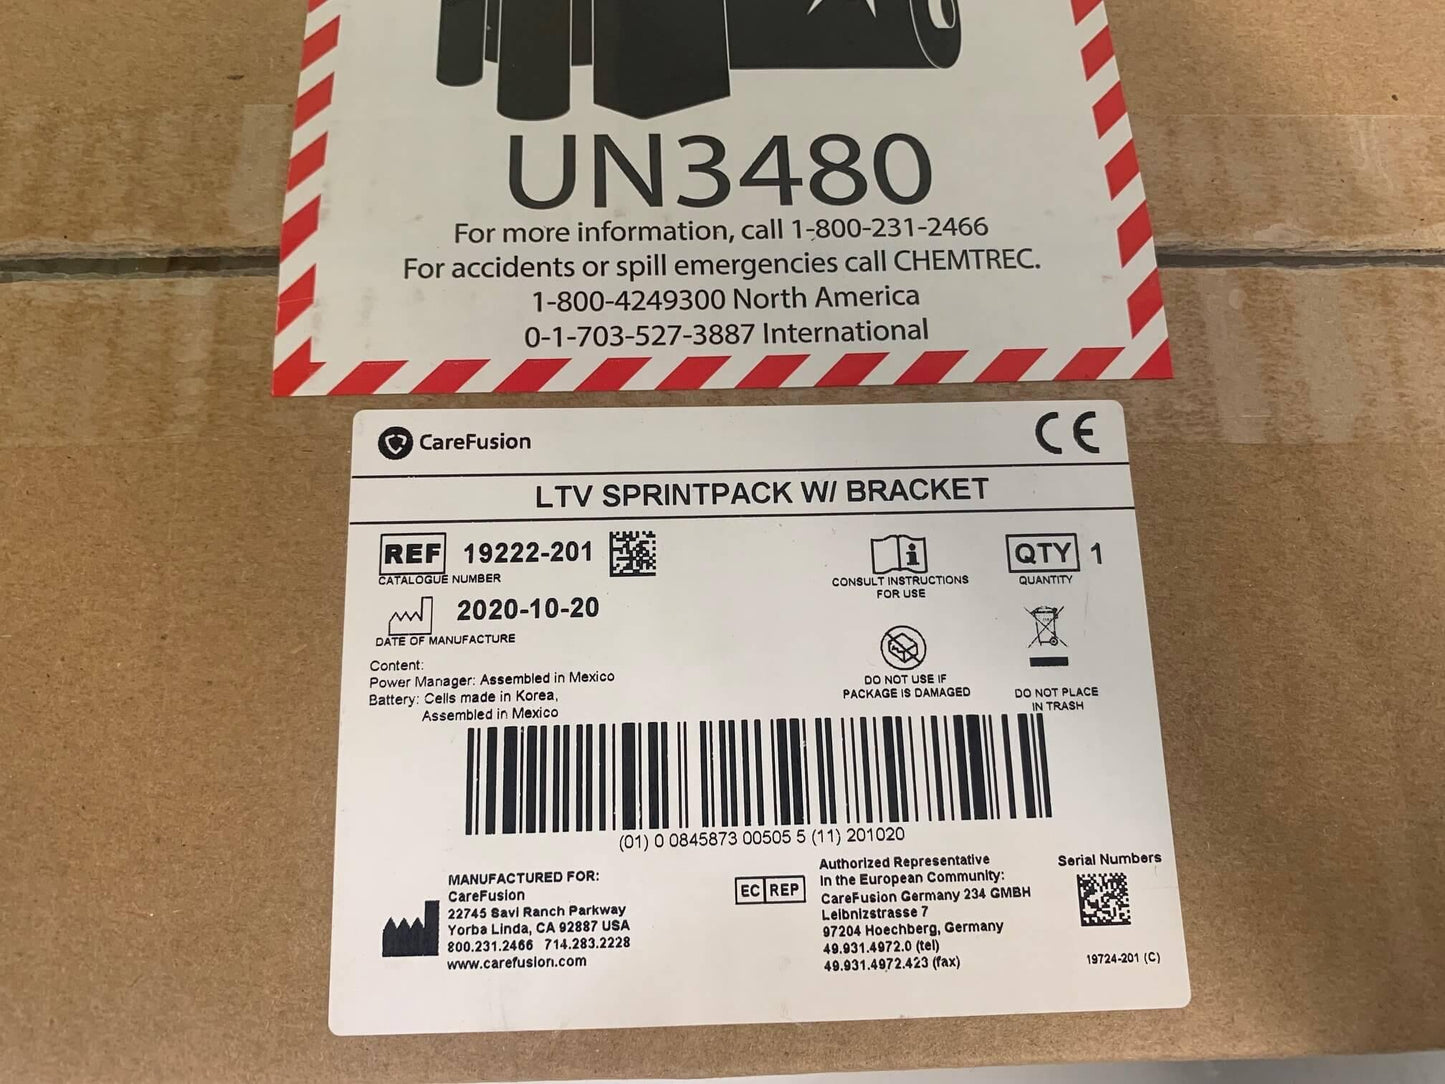 UN3480
For more information, call 1-800-231-2466
For accidents or spill emergencies call CHEMTREC.
1-800-4249300 North America
0-1-703-527-3887 International
CareFusion
CE
LTV SPRINTPACK W/ BRACKET
REF 19222-201
CATALOGUE NUMBER
2020-10-20
DATE OF MANUFACTURE
CONSULT INSTRUCTIONS
FOR USE
QTY 1
QUANTITY
DO NOT USE IF
PACKAGE IS DAMAGED
DO NOT PLACE
IN TRASH
Content:
Power Manager: Assembled in Mexico
Battery: Cells made in Korea,
Assembled in Mexico
(01) 0 0845873 00505 5 (11) 201020
MANUFACTURED FOR:
CareFusion
22745 Savi Ranch Parkway
Yorba Linda, CA 92887 USA
800.231.2466 714.283.2228
www.carefusion.com
EC REP
Authorized Representative
in the European Community:
CareFusion Germany 234 GMBH
Leibnizstrasse 7
97204 Hoechberg, Germany
49.931.4972.0 (tel)
49.931.4972.423 (fax)
Serial Numbers
19724-201 (C)